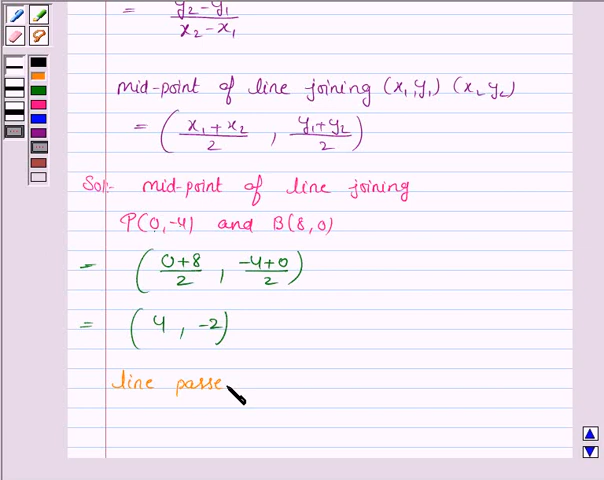 = y₂-y₁ / x₂-x₁
mid-point of line joining (x₁,y₁) (x₂ y₂)
= ( x₁+x₂ / 2 , y₁+y₂ / 2 )
Sol:- mid-point of line joining
P(0,-4) and B(8,0)
= ( 0+8 / 2 , -4+0 / 2 )
= (4, -2)
line passe